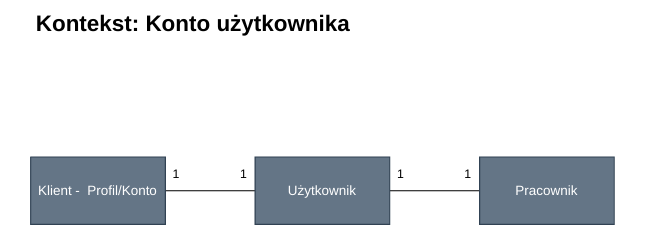 Kontekst: Konto użytkownika
1 1 1 1
Klient - Profil/Konto Użytkownik Pracownik